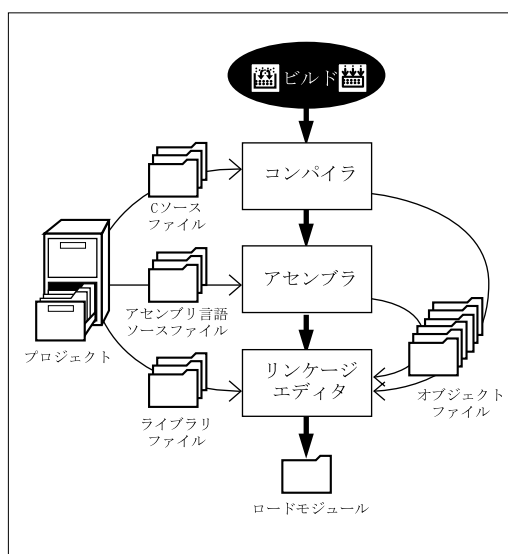 ビルド
コンパイラ
Cソース
ファイル
アセンブラ
アセンブリ言語
ソースファイル
プロジェクト
リンケージ
エディタ
オブジェクト
ファイル
ライブラリ
ファイル
ロードモジュール